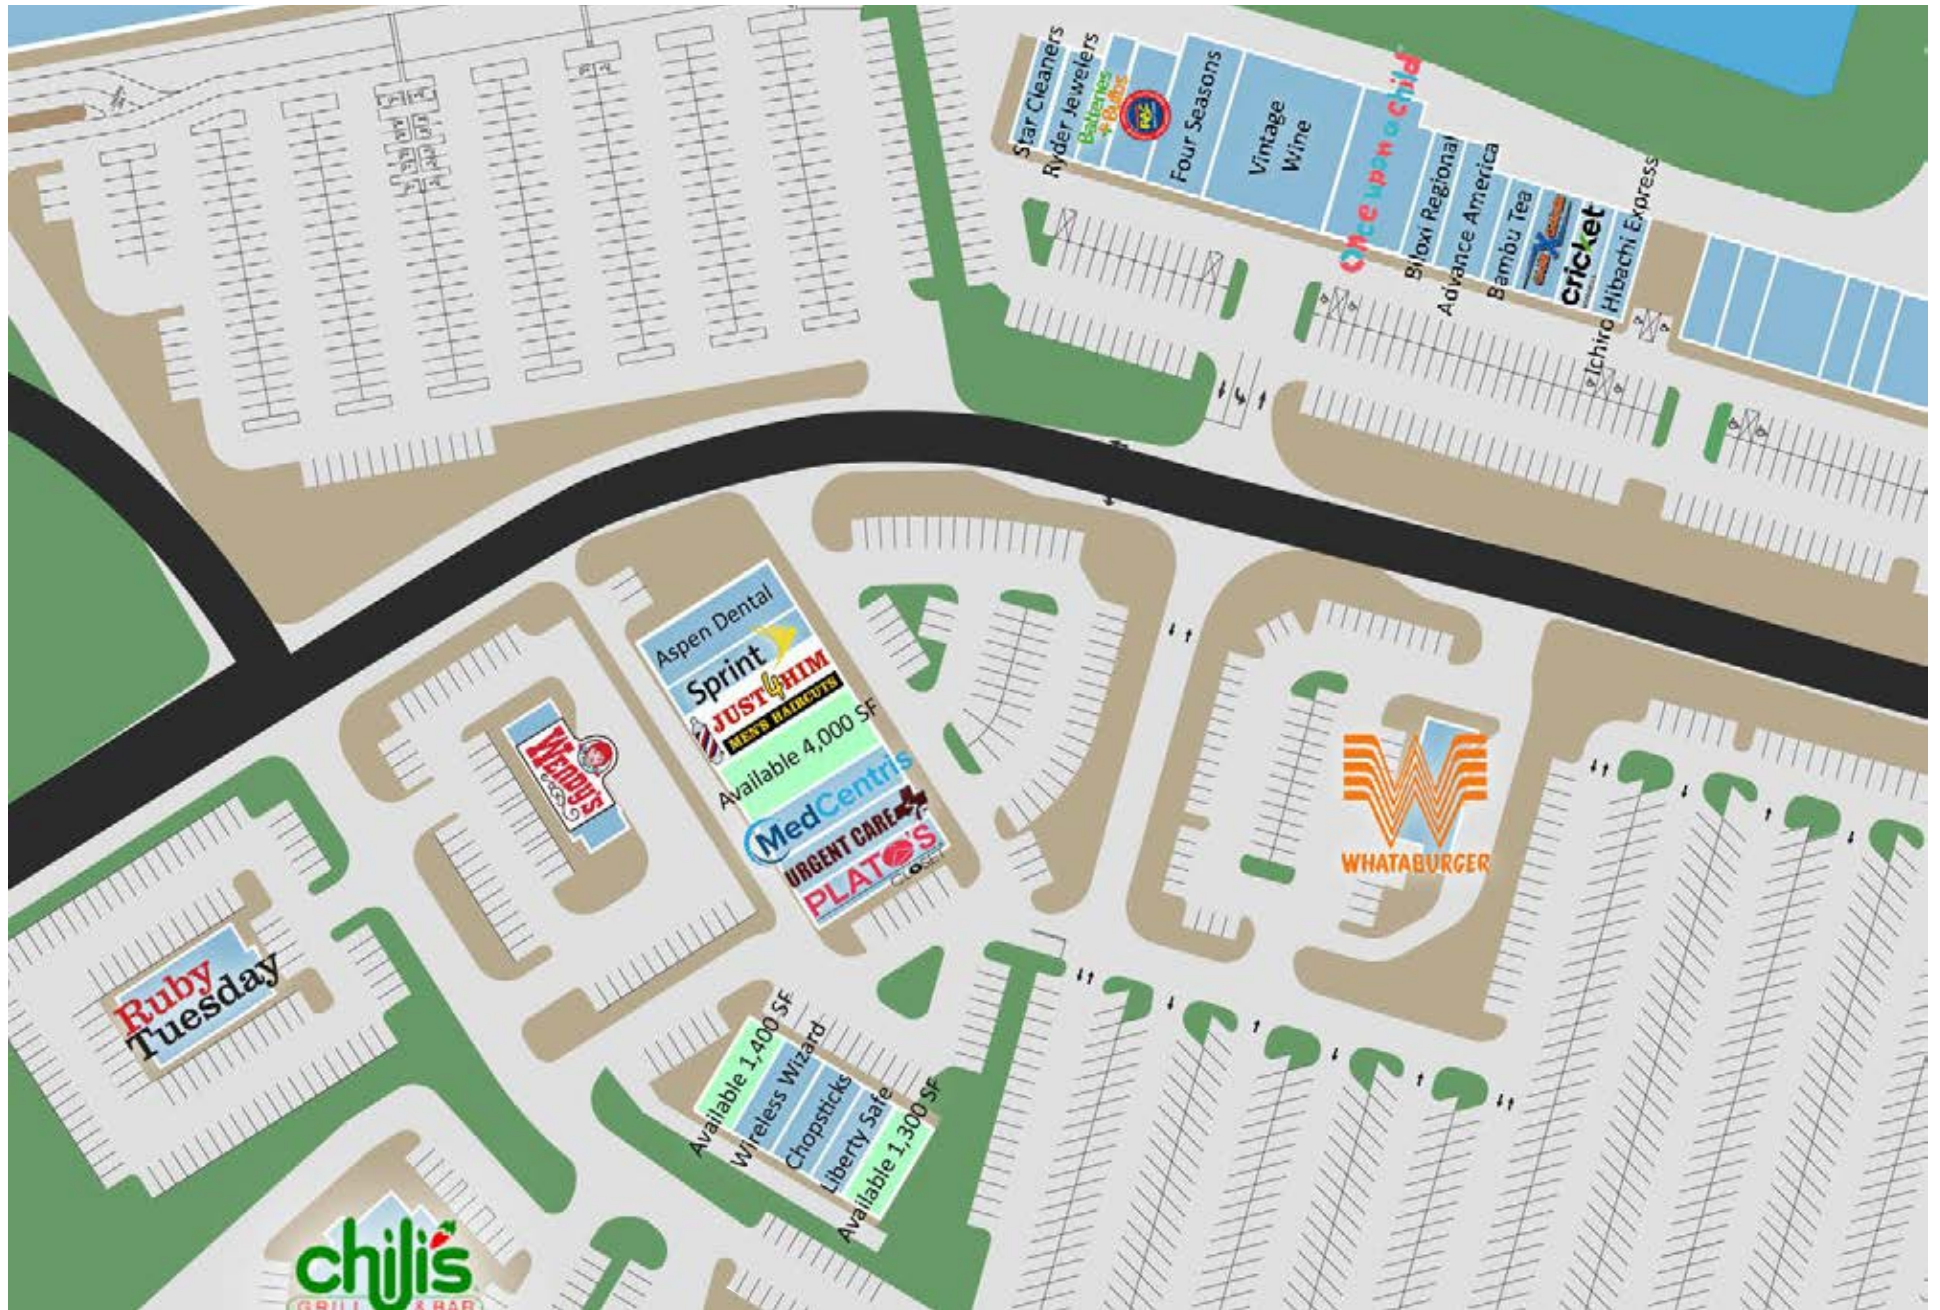 Star Cleaners
Ryder Jewelers
Batteries
+Bulbs
Four Seasons
Vintage
Wine
Once upon a child
Biloxi Regional
Advance America
Bambu Tea
cricket
Ichiro Hibachi Express
Aspen Dental
Sprint
JUST 4 HIM
MEN'S HAIRCUTS
Available 4,000 SF
MedCentris
URGENT CARE
PLATO'S
CLOSET
WENDY'S
WHATABURGER
Ruby
Tuesday
Available 1,400 SF
Wireless Wizard
Chopsticks
Liberty Safe
Available 1,300 SF
chili's
GRILL & BAR